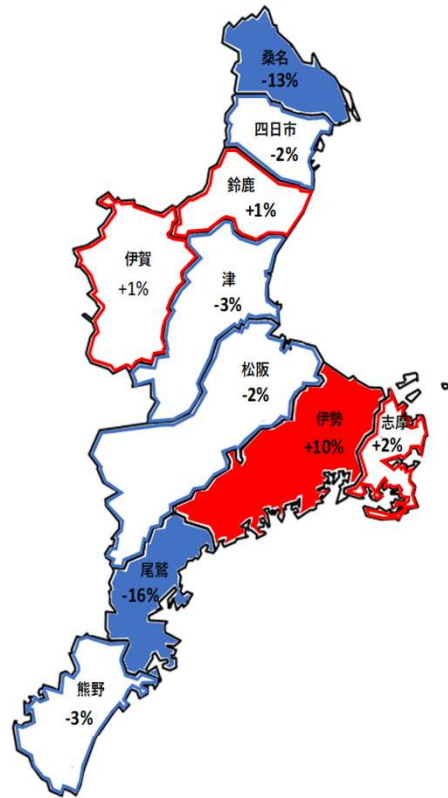 桑名
-13%
四日市
-2%
鈴鹿
+1%
伊賀
+1%
津
-3%
松阪
-2%
伊勢
+10%
志摩
+2%
尾鷲
-16%
熊野
-3%